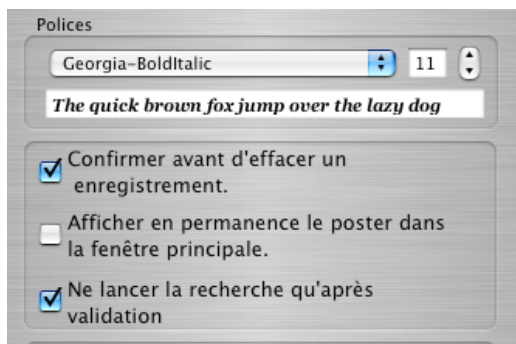 Polices
Georgia-BoldItalic 11
The quick brown fox jump over the lazy dog
Confirmer avant d'effacer un
enregistrement.
Afficher en permanence le poster dans
la fenêtre principale.
Ne lancer la recherche qu'après
validation